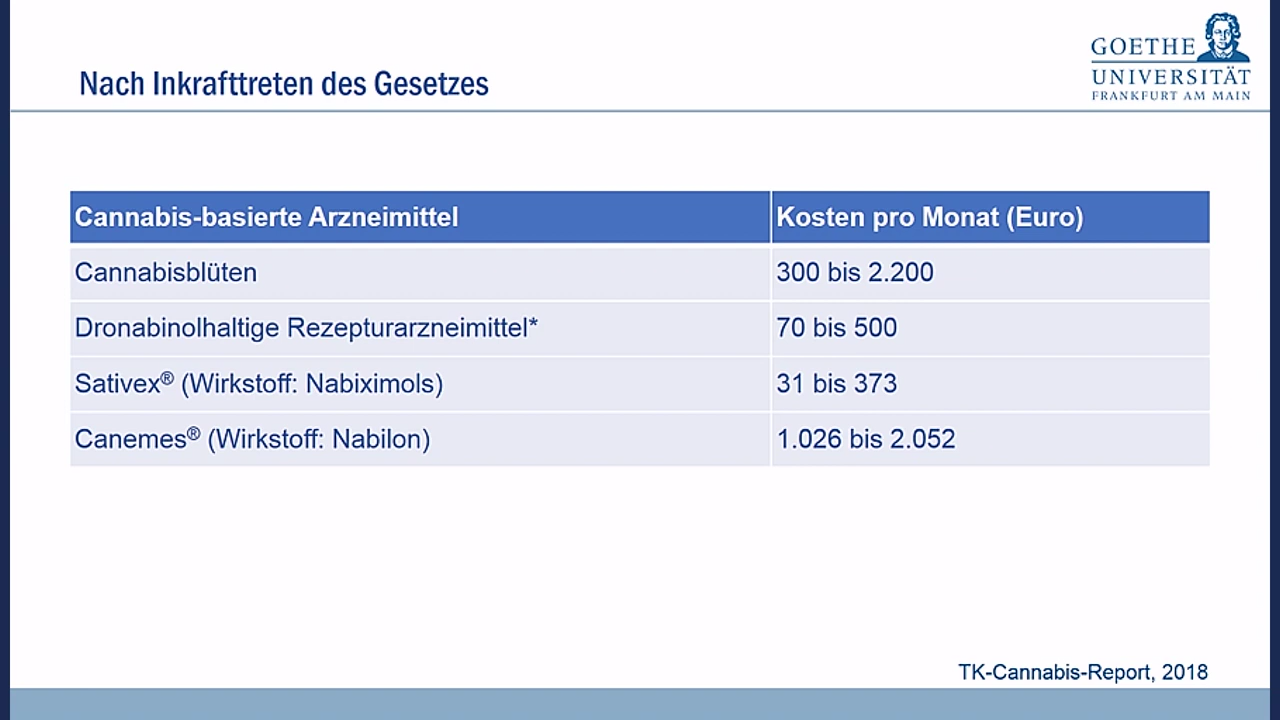 GOETHE
UNIVERSITÄT
FRANKFURT AM MAIN
Nach Inkrafttreten des Gesetzes
Cannabis-basierte Arzneimittel Kosten pro Monat (Euro)
Cannabisblüten 300 bis 2.200
Dronabinolhaltige Rezepturarzneimittel* 70 bis 500
Sativex® (Wirkstoff: Nabiximols) 31 bis 373
Canemes® (Wirkstoff: Nabilon) 1.026 bis 2.052
TK-Cannabis-Report, 2018